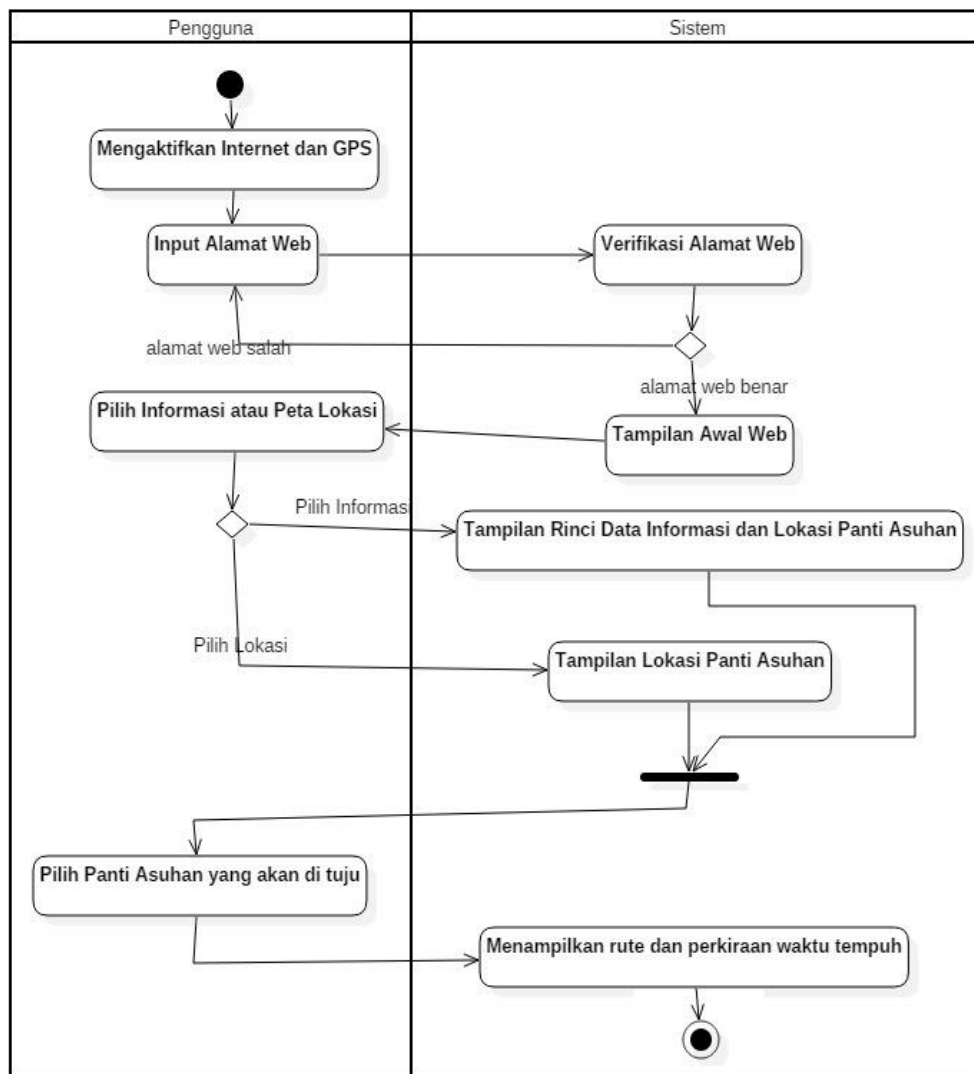 Pengguna
Sistem
Mengaktifkan Internet dan GPS
Input Alamat Web
Verifikasi Alamat Web
alamat web salah
alamat web benar
Pilih Informasi atau Peta Lokasi
Tampilan Awal Web
Pilih Informasi
Tampilan Rinci Data Informasi dan Lokasi Panti Asuhan
Pilih Lokasi
Tampilan Lokasi Panti Asuhan
Pilih Panti Asuhan yang akan di tuju
Menampilkan rute dan perkiraan waktu tempuh